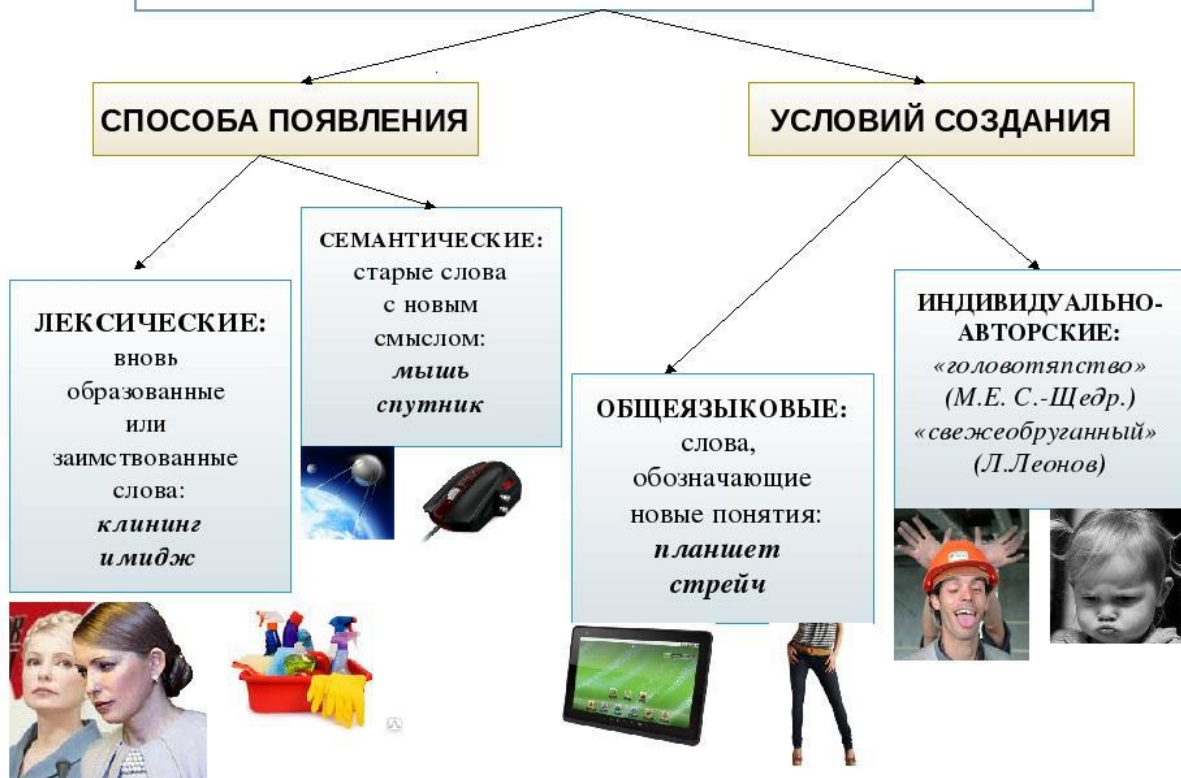 СПОСОБА ПОЯВЛЕНИЯ
УСЛОВИЙ СОЗДАНИЯ
ЛЕКСИЧЕСКИЕ:
вновь
образованные
или
заимствованные
слова:
клининг
имидж
СЕМАНТИЧЕСКИЕ:
старые слова
с новым
смыслом:
мышь
спутник
ОБЩЕЯЗЫКОВЫЕ:
слова,
обозначающие
новые понятия:
планшет
стрейч
ИНДИВИДУАЛЬНО-
АВТОРСКИЕ:
«головотяпство»
(М.Е. С.-Щедр.)
«свежеобруганный»
(Л.Леонов)